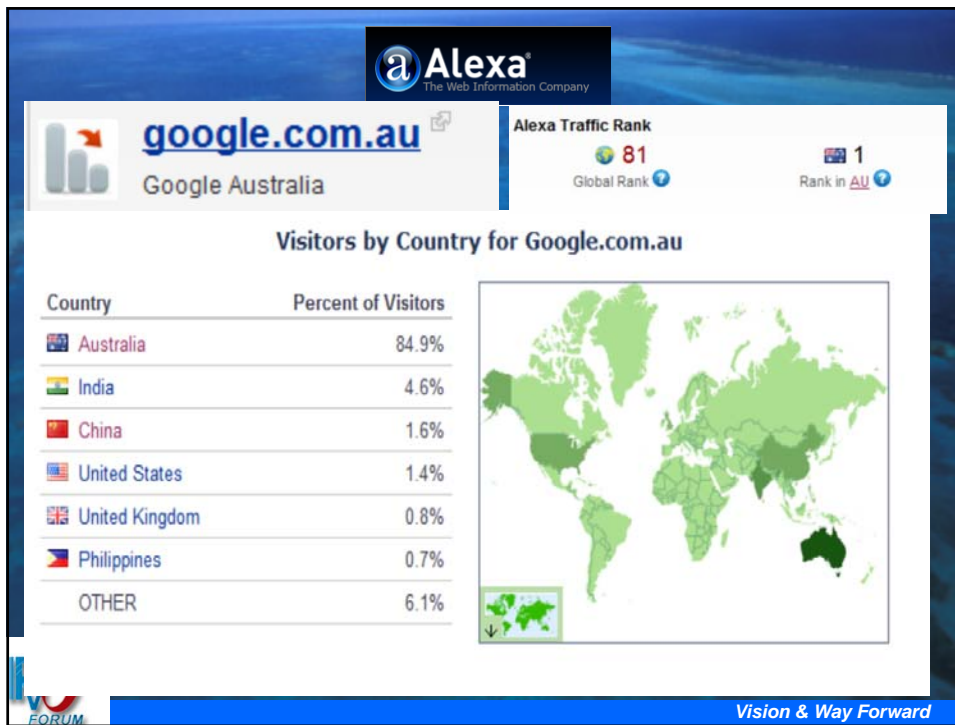 a Alexa®
The Web Information Company
google.com.au
Google Australia
Alexa Traffic Rank
81
Global Rank ?
1
Rank in AU ?
Visitors by Country for Google.com.au
Country Percent of Visitors
Australia 84.9%
India 4.6%
China 1.6%
United States 1.4%
United Kingdom 0.8%
Philippines 0.7%
OTHER 6.1%
FORUM
Vision & Way Forward